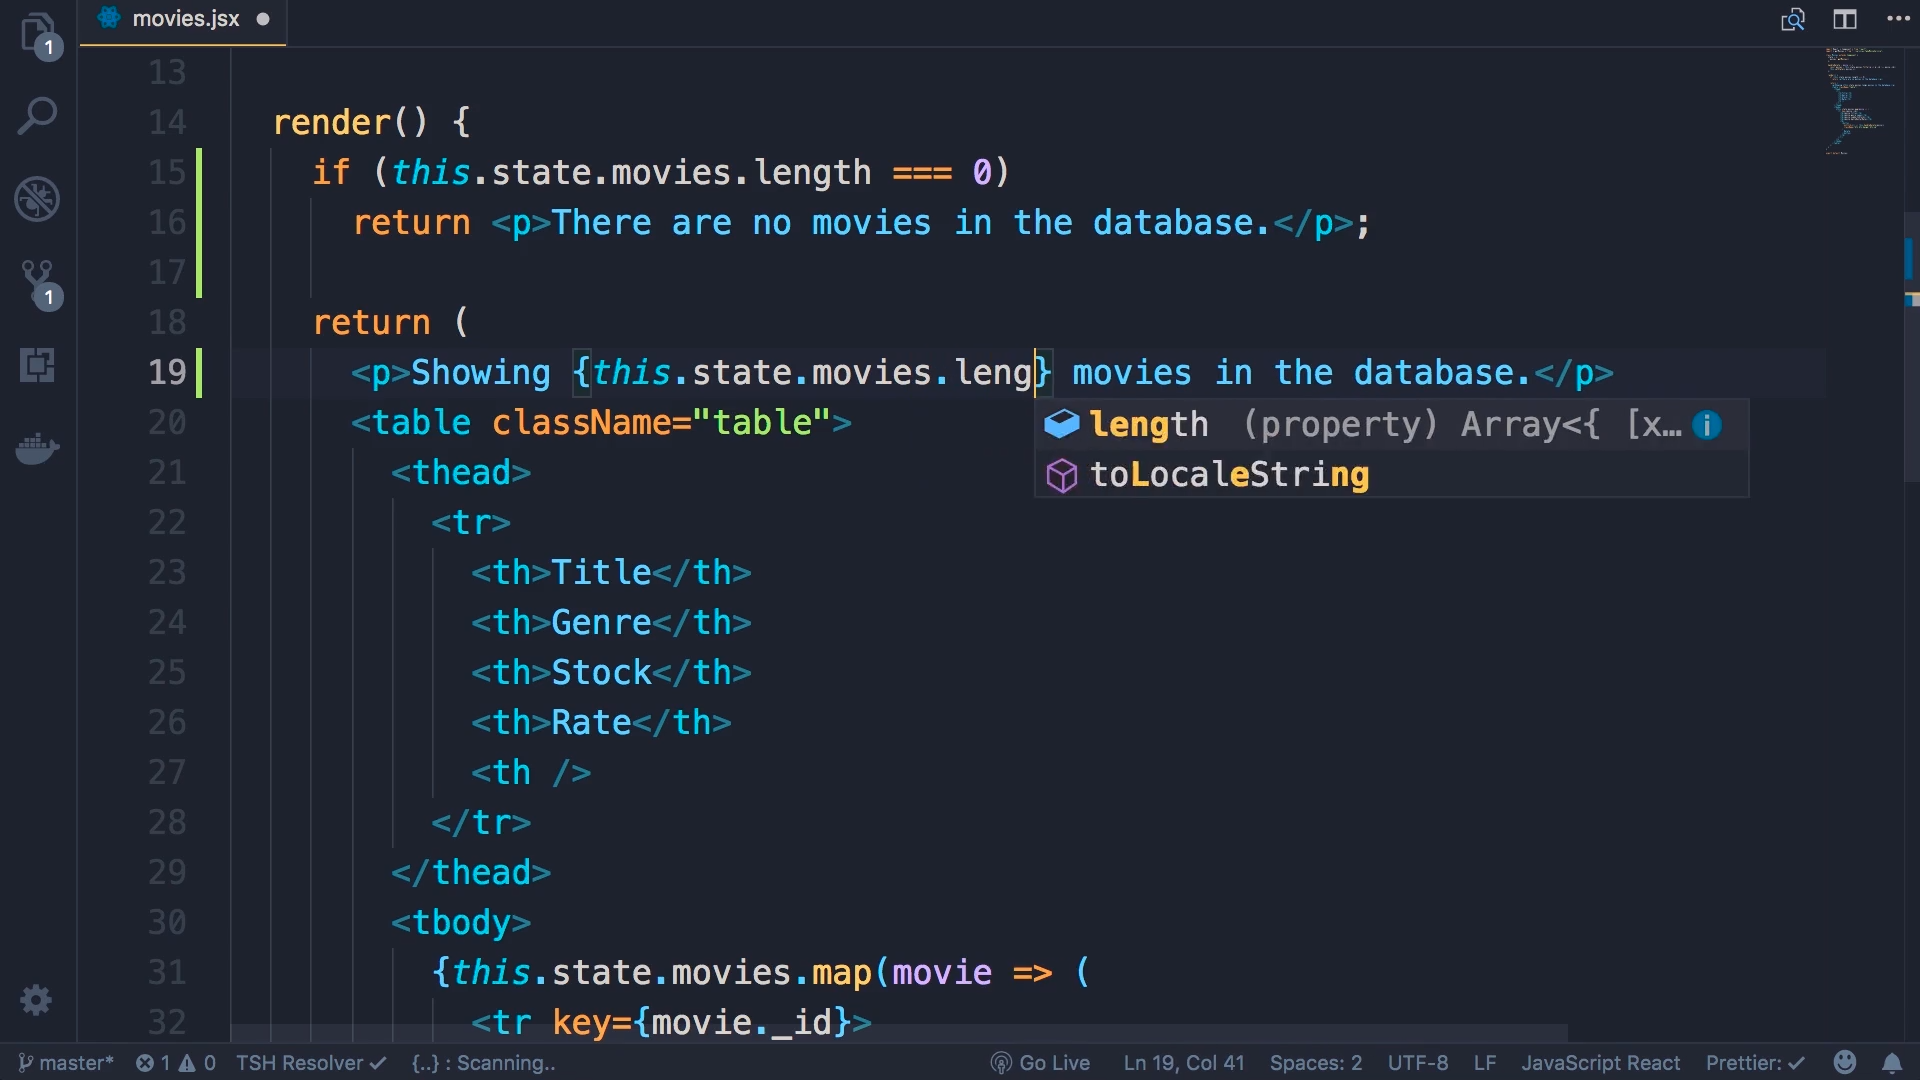 movies.jsx
1
13
14 render() {
15 if (this.state.movies.length === 0)
16 return <p>There are no movies in the database.</p>;
17
1
18 return (
19 <p>Showing {this.state.movies.leng} movies in the database.</p>
20 <table className="table">
length (property) Array<{ [x…
toLocaleString
21 <thead>
22 <tr>
23 <th>Title</th>
24 <th>Genre</th>
25 <th>Stock</th>
26 <th>Rate</th>
27 <th />
28 </tr>
29 </thead>
30 <tbody>
31 {this.state.movies.map(movie => (
32 <tr key={movie._id}>
master* 1 0 TSH Resolver ✓ {..} : Scanning.. Go Live Ln 19, Col 41 Spaces: 2 UTF-8 LF JavaScript React Prettier: ✓